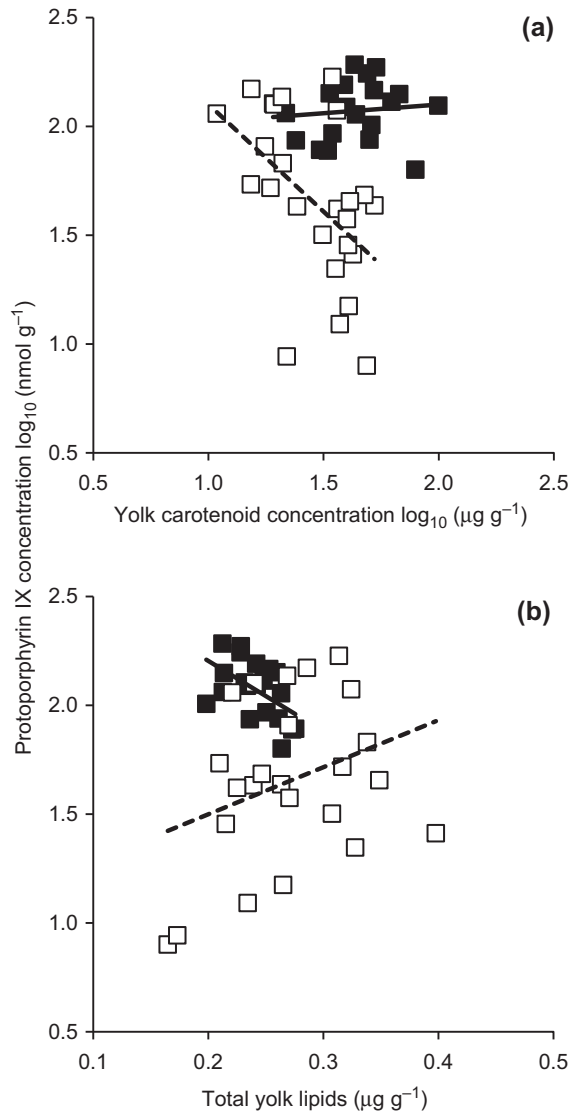 (a)
2.5
2.0
1.5
1.0
0.5
0.5 1.0 1.5 2.0 2.5
Yolk carotenoid concentration log₁₀ (μg g⁻¹)
Protoporphyrin IX concentration log₁₀ (nmol g⁻¹)
(b)
2.5
2.0
1.5
1.0
0.5
0.1 0.2 0.3 0.4 0.5
Total yolk lipids (μg g⁻¹)